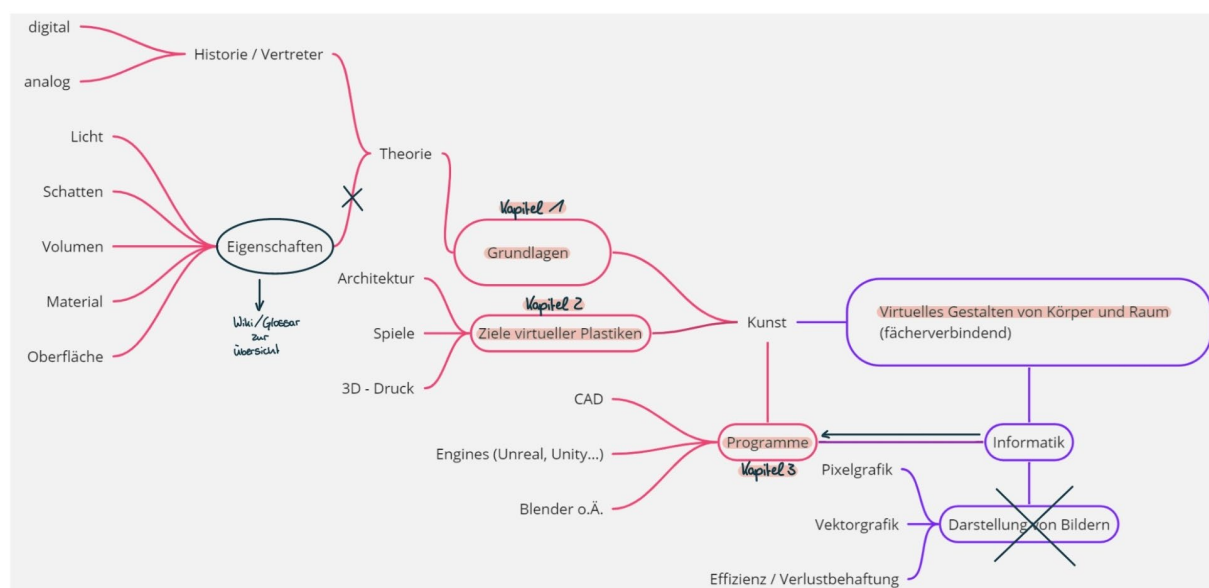 digital
Historie / Vertreter
analog
Licht
Theorie
Schatten
Kapitel 1
Eigenschaften
Volumen
Grundlagen
Architektur
Material
Kapitel 2
Wiki/Glossar
zur
Übersicht
Spiele
Ziele virtueller Plastiken
Kunst
Virtuelles Gestalten von Körper und Raum
(fächerverbindend)
Oberfläche
3D - Druck
CAD
Programme
Informatik
Engines (Unreal, Unity...)
Kapitel 3
Pixelgrafik
Blender o.Ä.
Vektorgrafik
Darstellung von Bildern
Effizienz / Verlustbehaftung